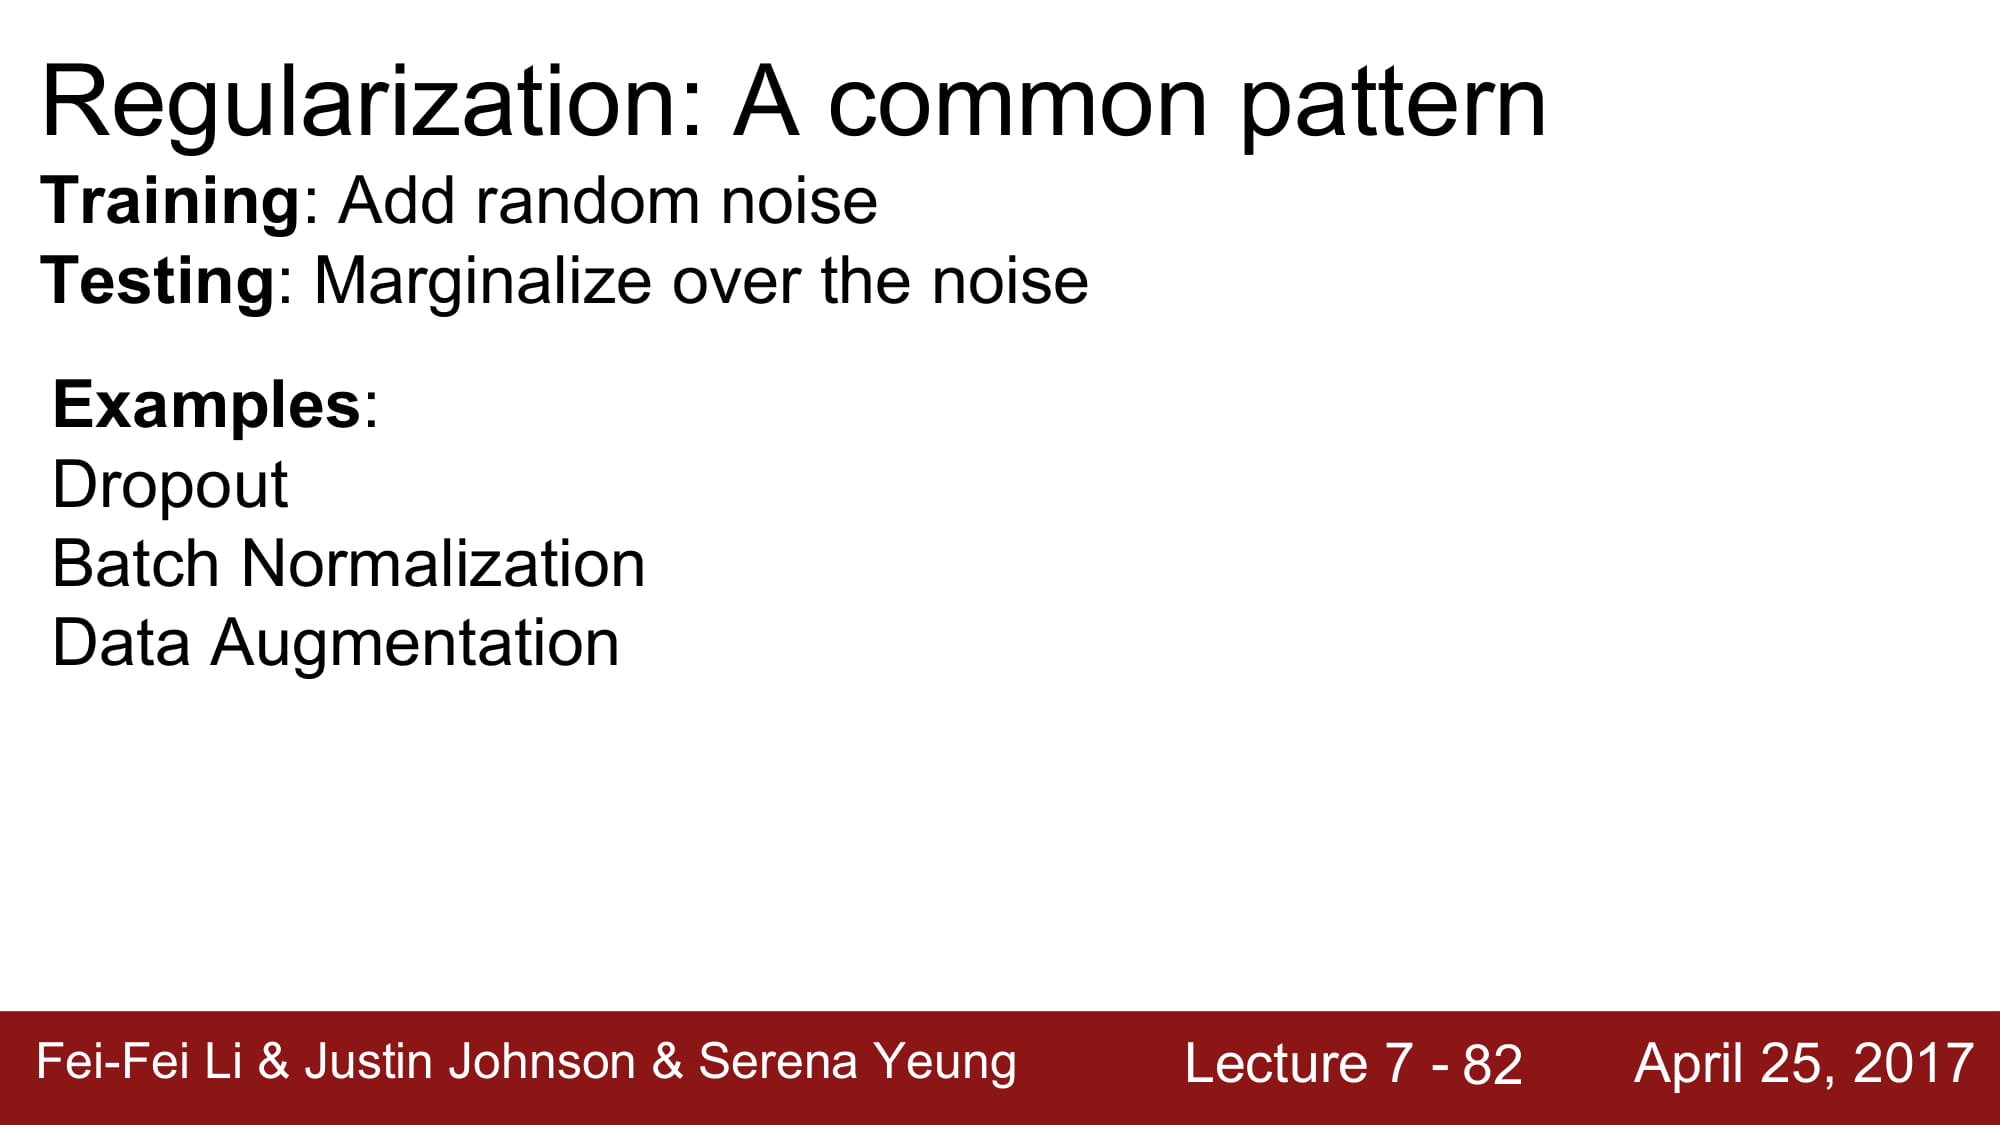 Regularization: A common pattern
Training: Add random noise
Testing: Marginalize over the noise
Examples:
Dropout
Batch Normalization
Data Augmentation
Fei-Fei Li & Justin Johnson & Serena Yeung Lecture 7 - 82 April 25, 2017